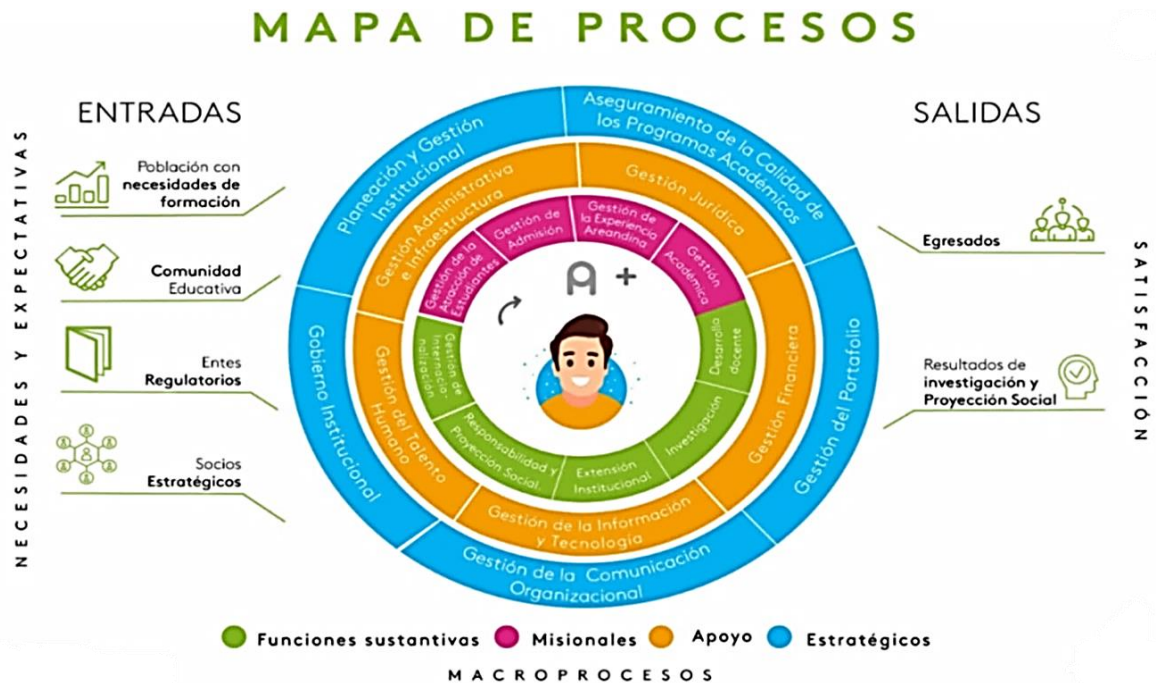 MAPA DE PROCESOS
ENTRADAS
NECESIDADES Y EXPECTATIVAS
Población con
necesidades de
formación
Comunidad
Educativa
Entes
Regulatorios
Socios
Estratégicos
Planeación y Gestión
Institucional
Aseguramiento de la Calidad de
los Programas Académicos
Gestión del Portafolio
Gestión de la Comunicación
Organizacional
Gobierno Institucional
Gestión Administrativa
e Infraestructura
Gestión Jurídica
Gestión Financiera
Gestión de la Información
y Tecnología
Gestión del Talento
Humano
Gestión de la
Atracción de
Estudiantes
Gestión de
Admisión
Gestión de
la Experiencia
Areandina
Gestión
Académica
Desarrollo
docente
Investigación
Extensión
Institucional
Responsabilidad y
Proyección Social.
Gestión de
Internacio-
nalización
A +
SALIDAS
Egresados
Resultados de
investigación y
Proyección Social
SATISFACCIÓN
Funciones sustantivas Misionales Apoyo Estratégicos
MACROPROCESOS